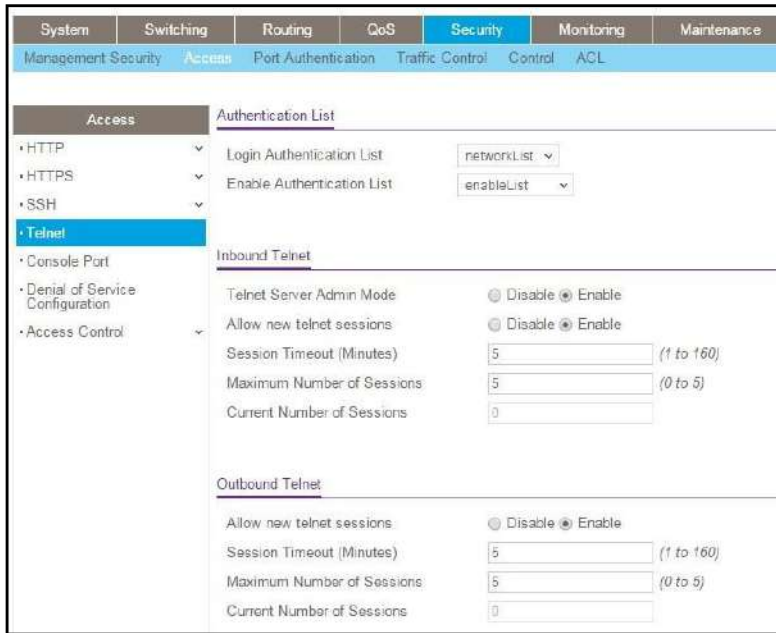 System Switching Routing QoS Security Monitoring Maintenance
Management Security Access Port Authentication Traffic Control Control ACL
Access
HTTP
HTTPS
SSH
Telnet
Console Port
Denial of Service
Configuration
Access Control
Authentication List
Login Authentication List networkList
Enable Authentication List enableList
Inbound Telnet
Telnet Server Admin Mode Disable Enable
Allow new telnet sessions Disable Enable
Session Timeout (Minutes) 5 (1 to 160)
Maximum Number of Sessions 5 (0 to 5)
Current Number of Sessions 0
Outbound Telnet
Allow new telnet sessions Disable Enable
Session Timeout (Minutes) 5 (1 to 160)
Maximum Number of Sessions 5 (0 to 5)
Current Number of Sessions 0